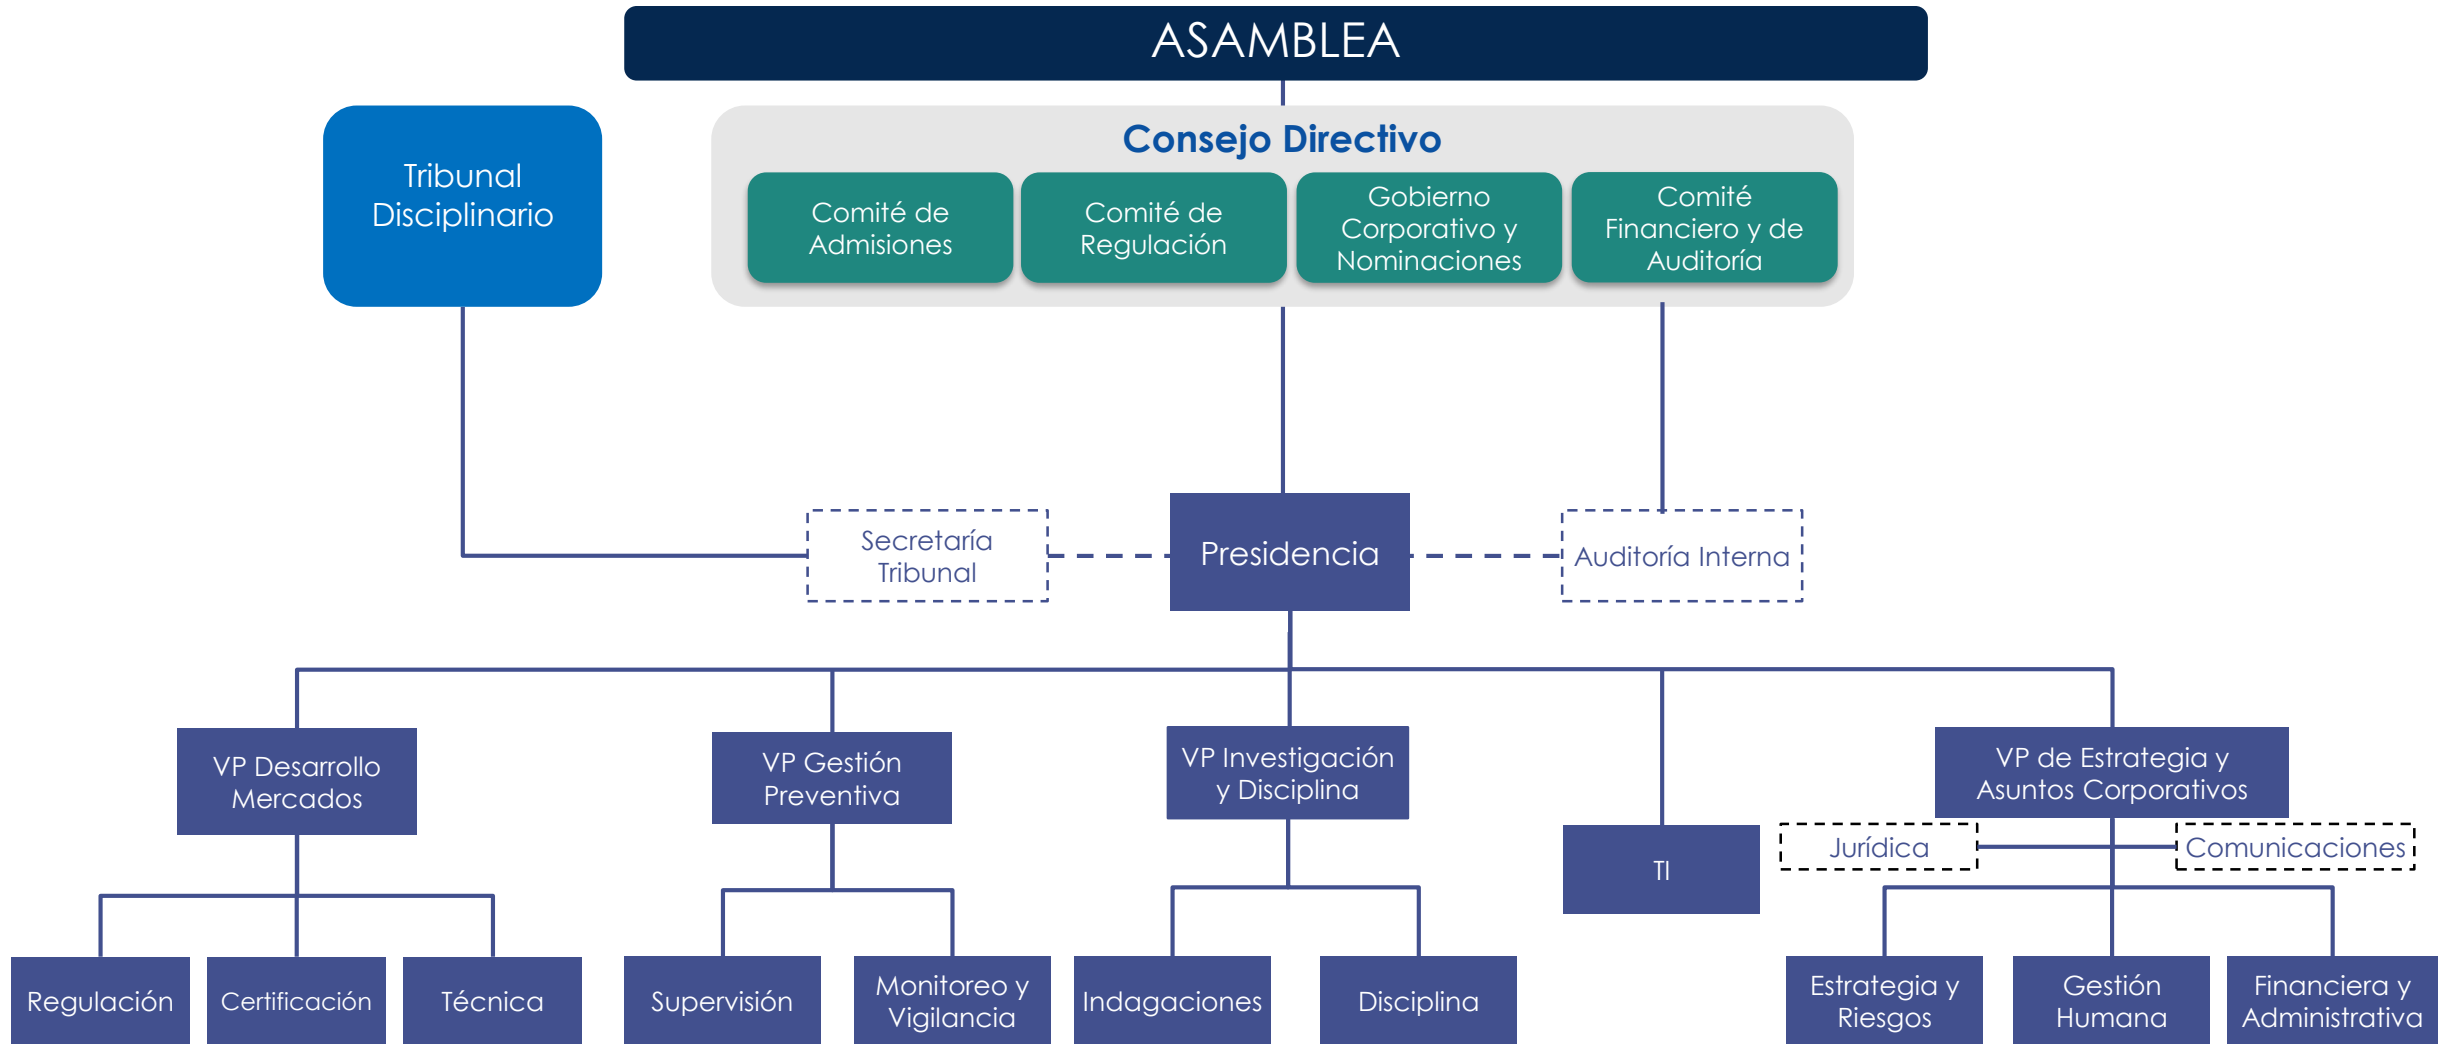 ASAMBLEA
Tribunal
Disciplinario
Consejo Directivo
Comité de
Admisiones
Comité de
Regulación
Gobierno
Corporativo y
Nominaciones
Comité
Financiero y de
Auditoría
Secretaría
Tribunal
Presidencia
Auditoría Interna
VP Desarrollo
Mercados
VP Gestión
Preventiva
VP Investigación
y Disciplina
TI
VP de Estrategia y
Asuntos Corporativos
Jurídica
Comunicaciones
Regulación
Certificación
Técnica
Supervisión
Monitoreo y
Vigilancia
Indagaciones
Disciplina
Estrategia y
Riesgos
Gestión
Humana
Financiera y
Administrativa